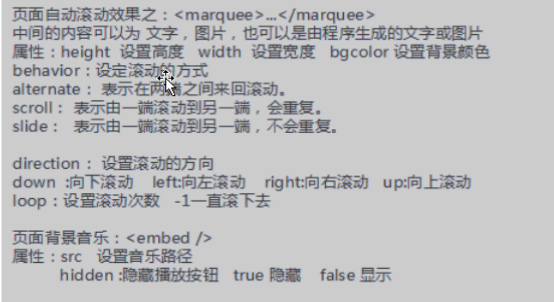 页面自动滚动效果之：<marquee>...</marquee>
中间的内容可以为 文字，图片，也可以是由程序生成的文字或图片
属性：height 设置高度 width 设置宽度 bgcolor 设置背景颜色
behavior：设定滚动的方式
alternate： 表示在两端之间来回滚动。
scroll： 表示由一端滚动到另一端，会重复。
slide： 表示由一端滚动到另一端，不会重复。
direction： 设置滚动的方向
down :向下滚动 left:向左滚动 right:向右滚动 up:向上滚动
loop：设置滚动次数 -1一直滚下去
页面背景音乐：<embed />
属性：src 设置音乐路径
hidden :隐藏播放按钮 true 隐藏 false 显示